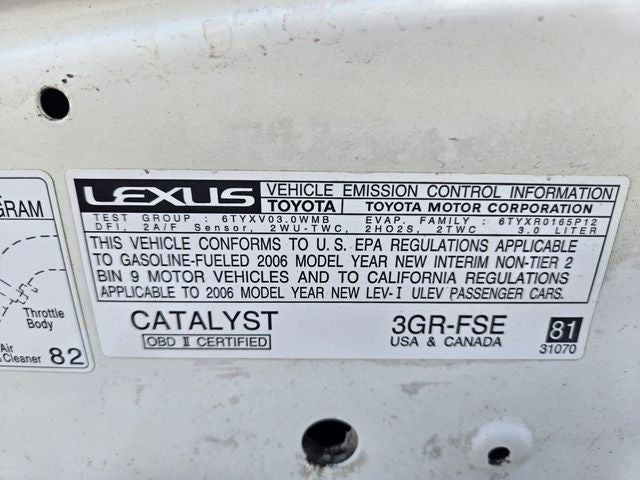 GRAM
Throttle
Body
Air
Cleaner 82
LEXUS VEHICLE EMISSION CONTROL INFORMATION
TOYOTA TOYOTA MOTOR CORPORATION
TEST GROUP : 6TYXV03.0WMB EVAP. FAMILY : 6TYXR0165P12
DFI, 2A/F Sensor, 2WU-TWC, 2HO2S, 2TWC 3.0 LITER
THIS VEHICLE CONFORMS TO U.S. EPA REGULATIONS APPLICABLE
TO GASOLINE-FUELED 2006 MODEL YEAR NEW INTERIM NON-TIER 2
BIN 9 MOTOR VEHICLES AND TO CALIFORNIA REGULATIONS
APPLICABLE TO 2006 MODEL YEAR NEW LEV-I ULEV PASSENGER CARS.
CATALYST 3GR-FSE 81
OBD II CERTIFIED USA & CANADA 31070